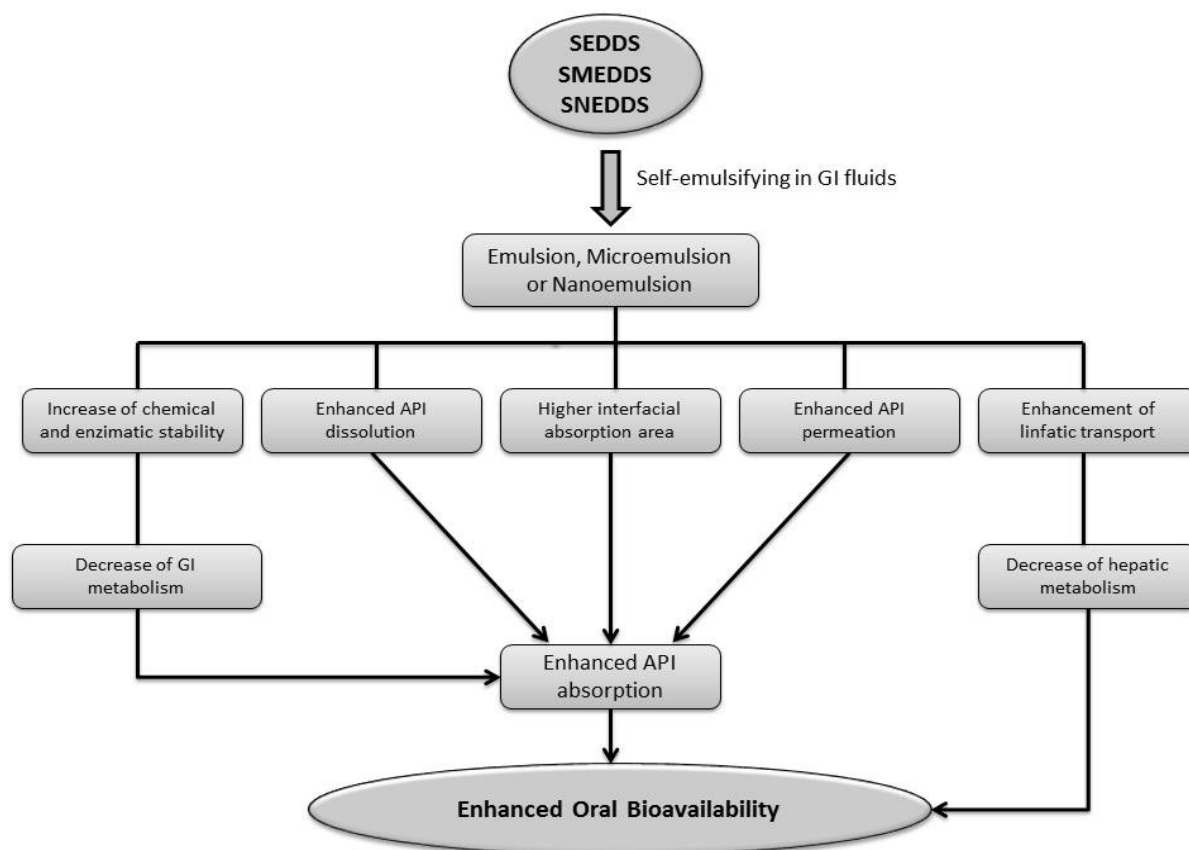 SEDDS
SMEDDS
SNEDDS
Self-emulsifying in GI fluids
Emulsion, Microemulsion
or Nanoemulsion
Increase of chemical
and enzimatic stability
Enhanced API
dissolution
Higher interfacial
absorption area
Enhanced API
permeation
Enhancement of
linfatic transport
Decrease of GI
metabolism
Decrease of hepatic
metabolism
Enhanced API
absorption
Enhanced Oral Bioavailability